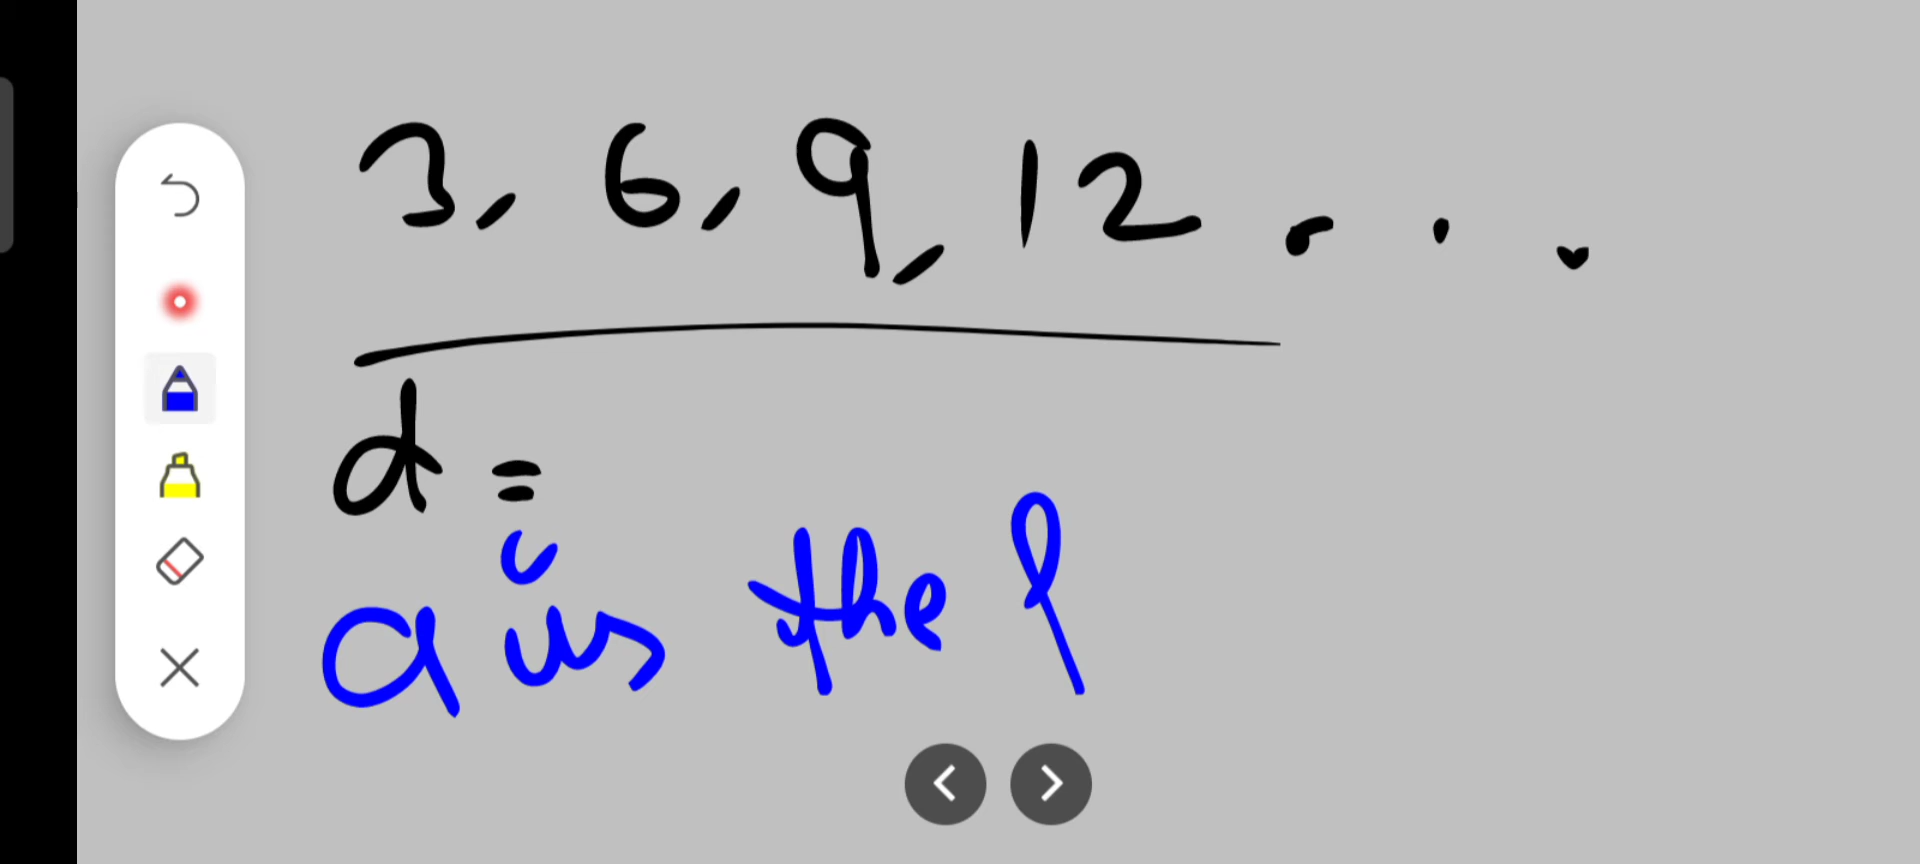 3, 6, 9, 12 . . .
d =
a is the f